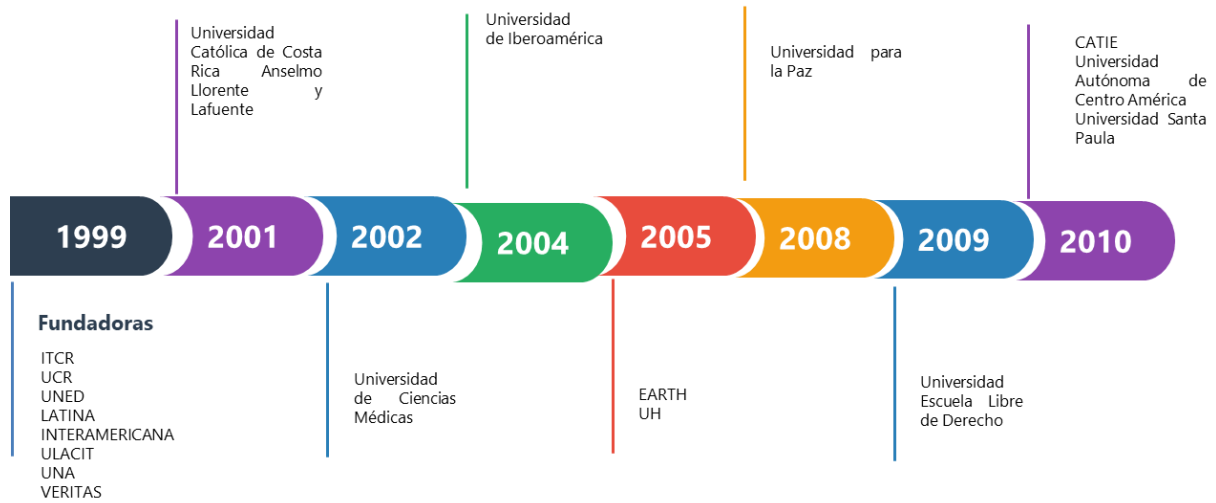 Universidad
Católica de Costa
Rica Anselmo
Llorente y
Lafuente
Universidad
de Iberoamérica
Universidad para
la Paz
CATIE
Universidad
Autónoma de
Centro América
Universidad Santa
Paula
1999
2001
2002
2004
2005
2008
2009
2010
Fundadoras
ITCR
UCR
UNED
LATINA
INTERAMERICANA
ULACIT
UNA
VERITAS
Universidad
de Ciencias
Médicas
EARTH
UH
Universidad
Escuela Libre
de Derecho